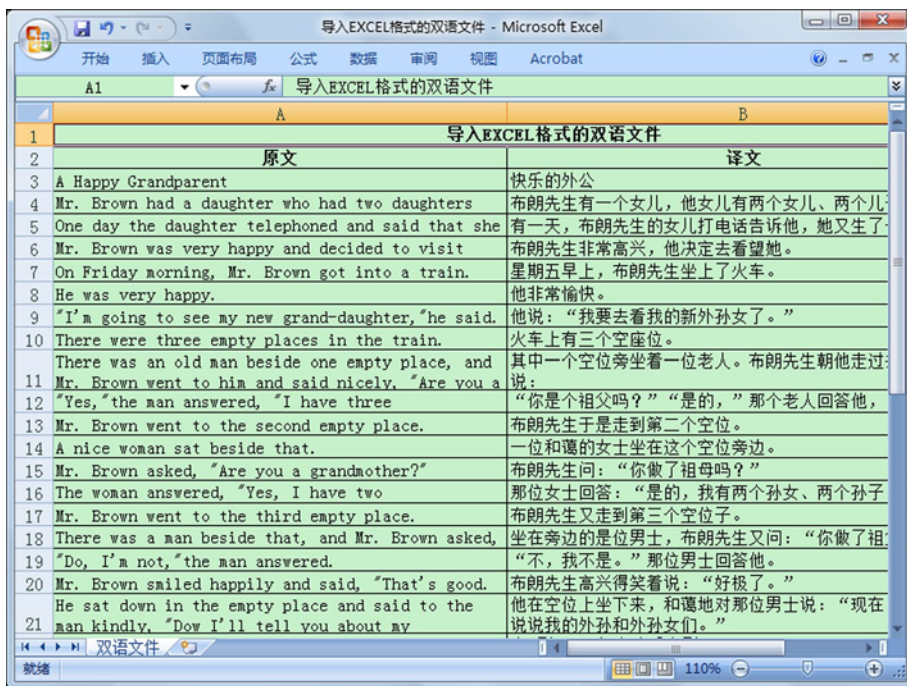 导入EXCEL格式的双语文件 - Microsoft Excel
开始 插入 页面布局 公式 数据 审阅 视图 Acrobat
A1 fx 导入EXCEL格式的双语文件
A B
1 导入EXCEL格式的双语文件
2 原文 译文
3 A Happy Grandparent 快乐的外公
4 Mr. Brown had a daughter who had two daughters 布朗先生有一个女儿，他女儿有两个女儿、两个儿
5 One day the daughter telephoned and said that she 有一天，布朗先生的女儿打电话告诉他，她又生了
6 Mr. Brown was very happy and decided to visit 布朗先生非常高兴，他决定去看望她。
7 On Friday morning, Mr. Brown got into a train. 星期五早上，布朗先生坐上了火车。
8 He was very happy. 他非常愉快。
9 "I'm going to see my new grand-daughter,"he said. 他说：“我要去看我的新外孙女了。”
10 There were three empty places in the train. 火车上有三个空座位。
There was an old man beside one empty place, and 其中一个空位旁坐着一位老人。布朗先生朝他走过
11 Mr. Brown went to him and said nicely, "Are you a 说：
12 "Yes,"the man answered, "I have three “你是个祖父吗？”“是的，”那个老人回答他，
13 Mr. Brown went to the second empty place. 布朗先生于是走到第二个空位。
14 A nice woman sat beside that. 一位和蔼的女士坐在这个空位旁边。
15 Mr. Brown asked, "Are you a grandmother?" 布朗先生问：“你做了祖母吗？”
16 The woman answered, "Yes, I have two 那位女士回答：“是的，我有两个孙女、两个孙子
17 Mr. Brown went to the third empty place. 布朗先生又走到第三个空位子。
18 There was a man beside that, and Mr. Brown asked, 坐在旁边的是位男士，布朗先生又问：“你做了祖
19 "Do, I'm not,"the man answered. “不，我不是。”那位男士回答他。
20 Mr. Brown smiled happily and said, "That's good. 布朗先生高兴得笑着说：“好极了。”
He sat down in the empty place and said to the 他在空位上坐下来，和蔼地对那位男士说：“现在
21 man kindly, "Dow I'll tell you about my 说说我的外孙和外孙女们。”
双语文件
就绪 110%